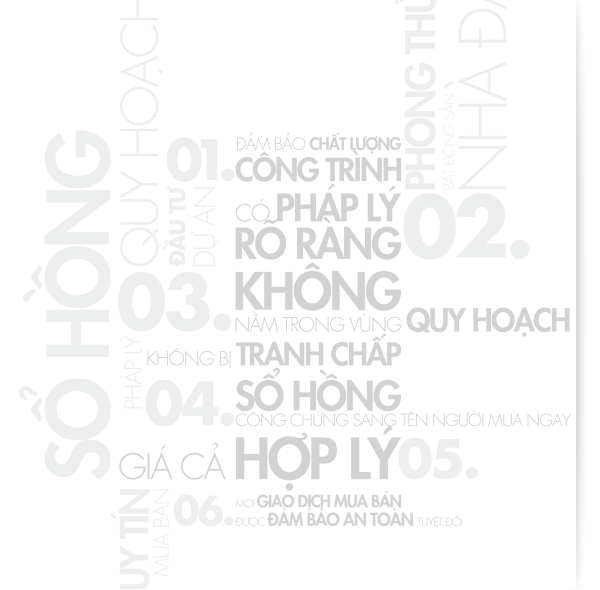 QUY HOẠCH
PHONG THỦ
BẤT ĐỘNG SẢN
NHÀ ĐẤ
SỔ HỒNG
ĐẦU TƯ
DỰ ÁN
01. ĐẢM BẢO CHẤT LƯỢNG
CÔNG TRÌNH
CÓ PHÁP LÝ
RÕ RÀNG 02.
03. KHÔNG
NẰM TRONG VÙNG QUY HOẠCH
PHÁP LÝ
KHÔNG BỊ TRANH CHẤP
04. SỔ HỒNG
CÔNG CHỨNG SANG TÊN NGƯỜI MUA NGAY
GIÁ CẢ HỢP LÝ 05.
UY TÍN
MUA BÁN
06. MỌI GIAO DỊCH MUA BÁN
ĐƯỢC ĐẢM BẢO AN TOÀN TUYỆT ĐỐI